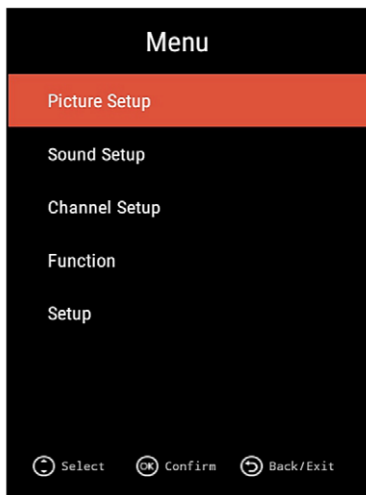 Menu
Picture Setup
Sound Setup
Channel Setup
Function
Setup
Select OK Confirm Back/Exit